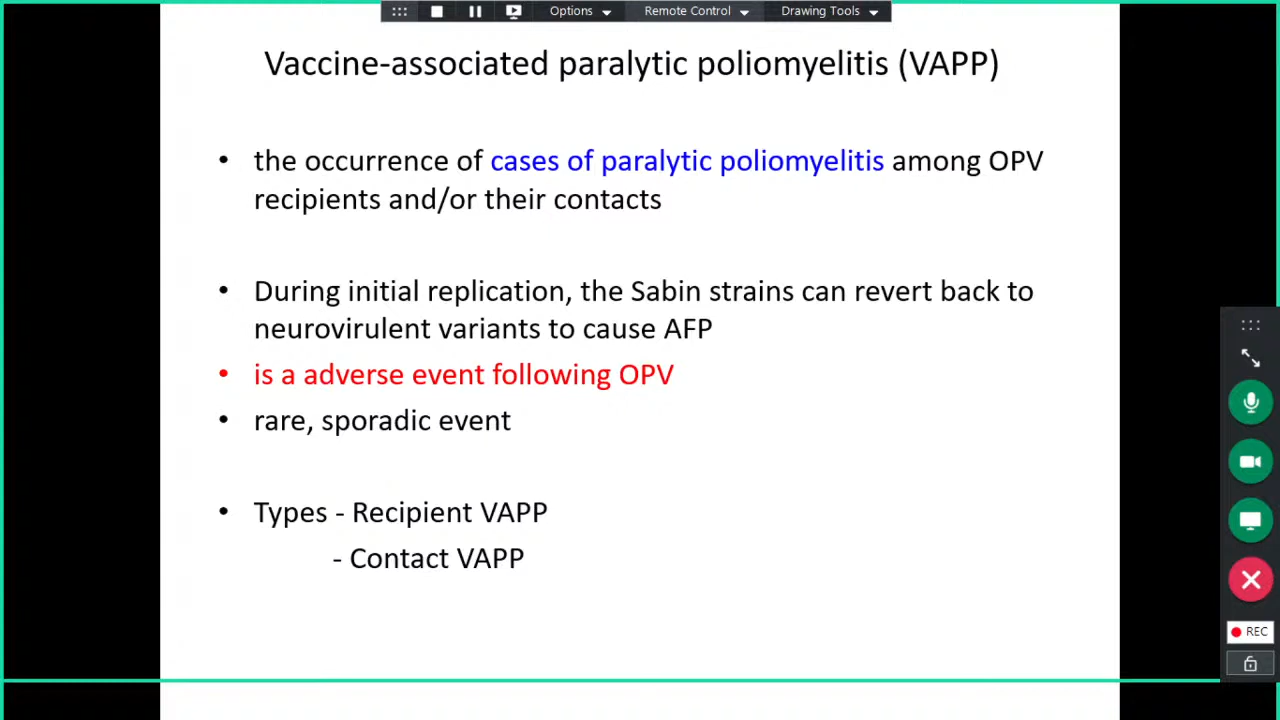 Options
Remote Control
Drawing Tools
Vaccine-associated paralytic poliomyelitis (VAPP)
• the occurrence of cases of paralytic poliomyelitis among OPV
recipients and/or their contacts
• During initial replication, the Sabin strains can revert back to
neurovirulent variants to cause AFP
• is a adverse event following OPV
• rare, sporadic event
• Types - Recipient VAPP
- Contact VAPP
REC